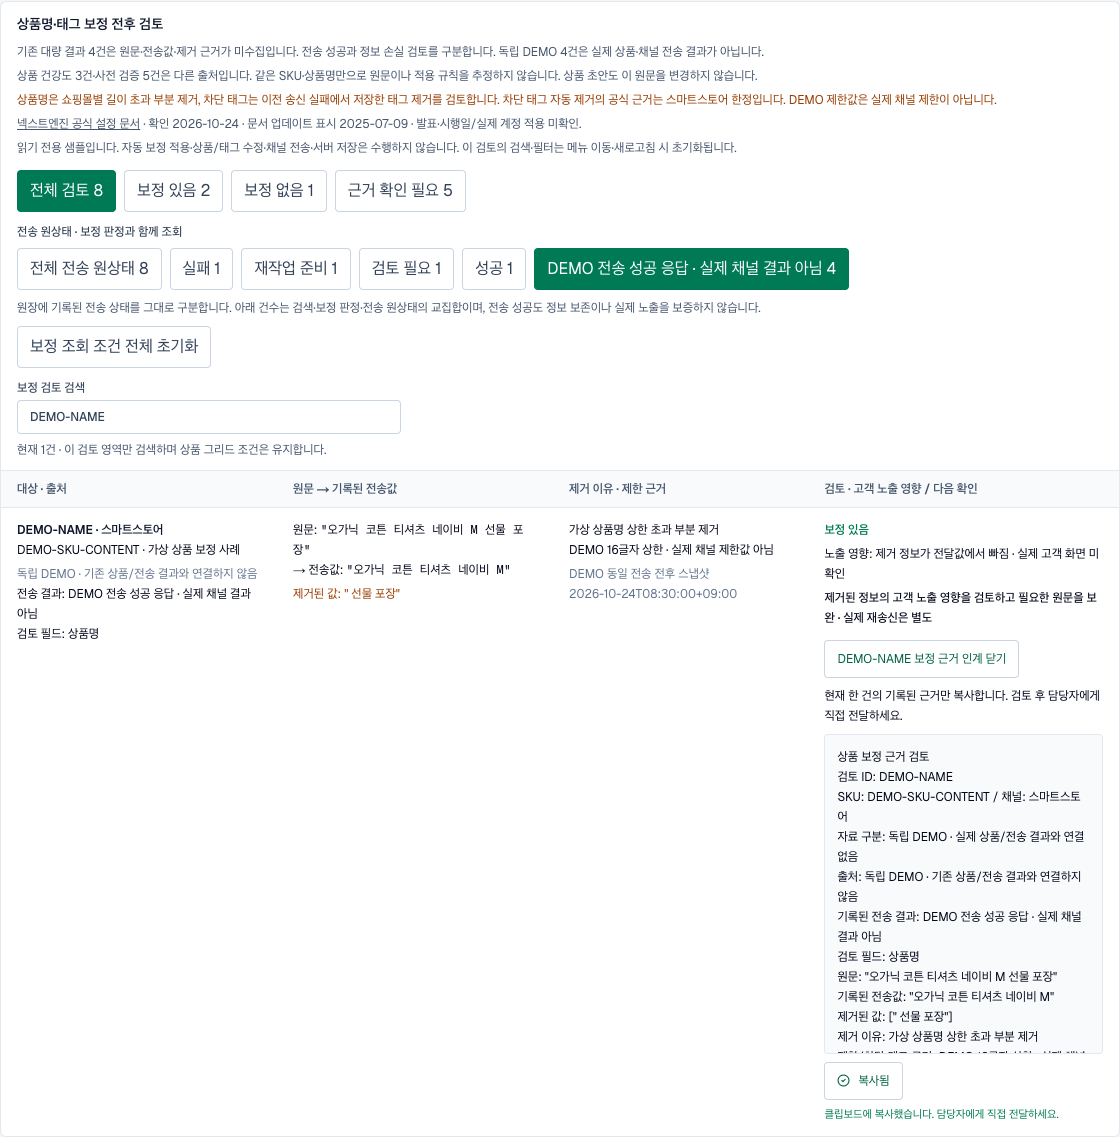 상품명·태그 보정 전후 검토
기존 대량 결과 4건은 원문·전송값·제거 근거가 미수집입니다. 전송 성공과 정보 손실 검토를 구분합니다. 독립 DEMO 4건은 실제 상품·채널 전송 결과가 아닙니다.
상품 건강도 3건·사전 검증 5건은 다른 출처입니다. 같은 SKU·상품명만으로 원문이나 적용 규칙을 추정하지 않습니다. 상품 초안도 이 원문을 변경하지 않습니다.
상품명은 쇼핑몰별 길이 초과 부분 제거, 차단 태그는 이전 송신 실패에서 저장한 태그 제거를 검토합니다. 차단 태그 자동 제거의 공식 근거는 스마트스토어 한정입니다. DEMO 제한값은 실제 채널 제한이 아닙니다.
넥스트엔진 공식 설정 문서 · 확인 2026-10-24 · 문서 업데이트 표시 2025-07-09 · 발표·시행일/실제 계정 적용 미확인.
읽기 전용 샘플입니다. 자동 보정 적용·상품/태그 수정·채널 전송·서버 저장은 수행하지 않습니다. 이 검토의 검색·필터는 메뉴 이동·새로고침 시 초기화됩니다.
전체 검토 8 보정 있음 2 보정 없음 1 근거 확인 필요 5
전송 원상태 · 보정 판정과 함께 조회
전체 전송 원상태 8 실패 1 재작업 준비 1 검토 필요 1 성공 1 DEMO 전송 성공 응답 · 실제 채널 결과 아님 4
원장에 기록된 전송 상태를 그대로 구분합니다. 아래 건수는 검색·보정 판정·전송 원상태의 교집합이며, 전송 성공도 정보 보존이나 실제 노출을 보증하지 않습니다.
보정 조회 조건 전체 초기화
보정 검토 검색
DEMO-NAME
현재 1건 · 이 검토 영역만 검색하며 상품 그리드 조건은 유지합니다.
대상 · 출처 원문 → 기록된 전송값 제거 이유 · 제한 근거 검토 · 고객 노출 영향 / 다음 확인
DEMO-NAME · 스마트스토어
DEMO-SKU-CONTENT · 가상 상품 보정 사례
독립 DEMO · 기존 상품/전송 결과와 연결하지 않음
전송 결과: DEMO 전송 성공 응답 · 실제 채널 결과
아님
검토 필드: 상품명
원문: "오가닉 코튼 티셔츠 네이비 M 선물 포
장"
→ 전송값: "오가닉 코튼 티셔츠 네이비 M"
제거된 값: " 선물 포장"
가상 상품명 상한 초과 부분 제거
DEMO 16글자 상한 · 실제 채널 제한값 아님
DEMO 동일 전송 전후 스냅샷
2026-10-24T08:30:00+09:00
보정 있음
노출 영향: 제거 정보가 전달값에서 빠짐 · 실제 고객 화면 미
확인
제거된 정보의 고객 노출 영향을 검토하고 필요한 원문을 보
완 · 실제 재송신은 별도
DEMO-NAME 보정 근거 인계 닫기
현재 한 건의 기록된 근거만 복사합니다. 검토 후 담당자에게
직접 전달하세요.
상품 보정 근거 검토
검토 ID: DEMO-NAME
SKU: DEMO-SKU-CONTENT / 채널: 스마트스토
어
자료 구분: 독립 DEMO · 실제 상품/전송 결과와 연결
없음
출처: 독립 DEMO · 기존 상품/전송 결과와 연결하지
않음
기록된 전송 결과: DEMO 전송 성공 응답 · 실제 채널
결과 아님
검토 필드: 상품명
원문: "오가닉 코튼 티셔츠 네이비 M 선물 포장"
기록된 전송값: "오가닉 코튼 티셔츠 네이비 M"
제거된 값: [" 선물 포장"]
제거 이유: 가상 상품명 상한 초과 부분 제거
복사됨
클립보드에 복사했습니다. 담당자에게 직접 전달하세요.